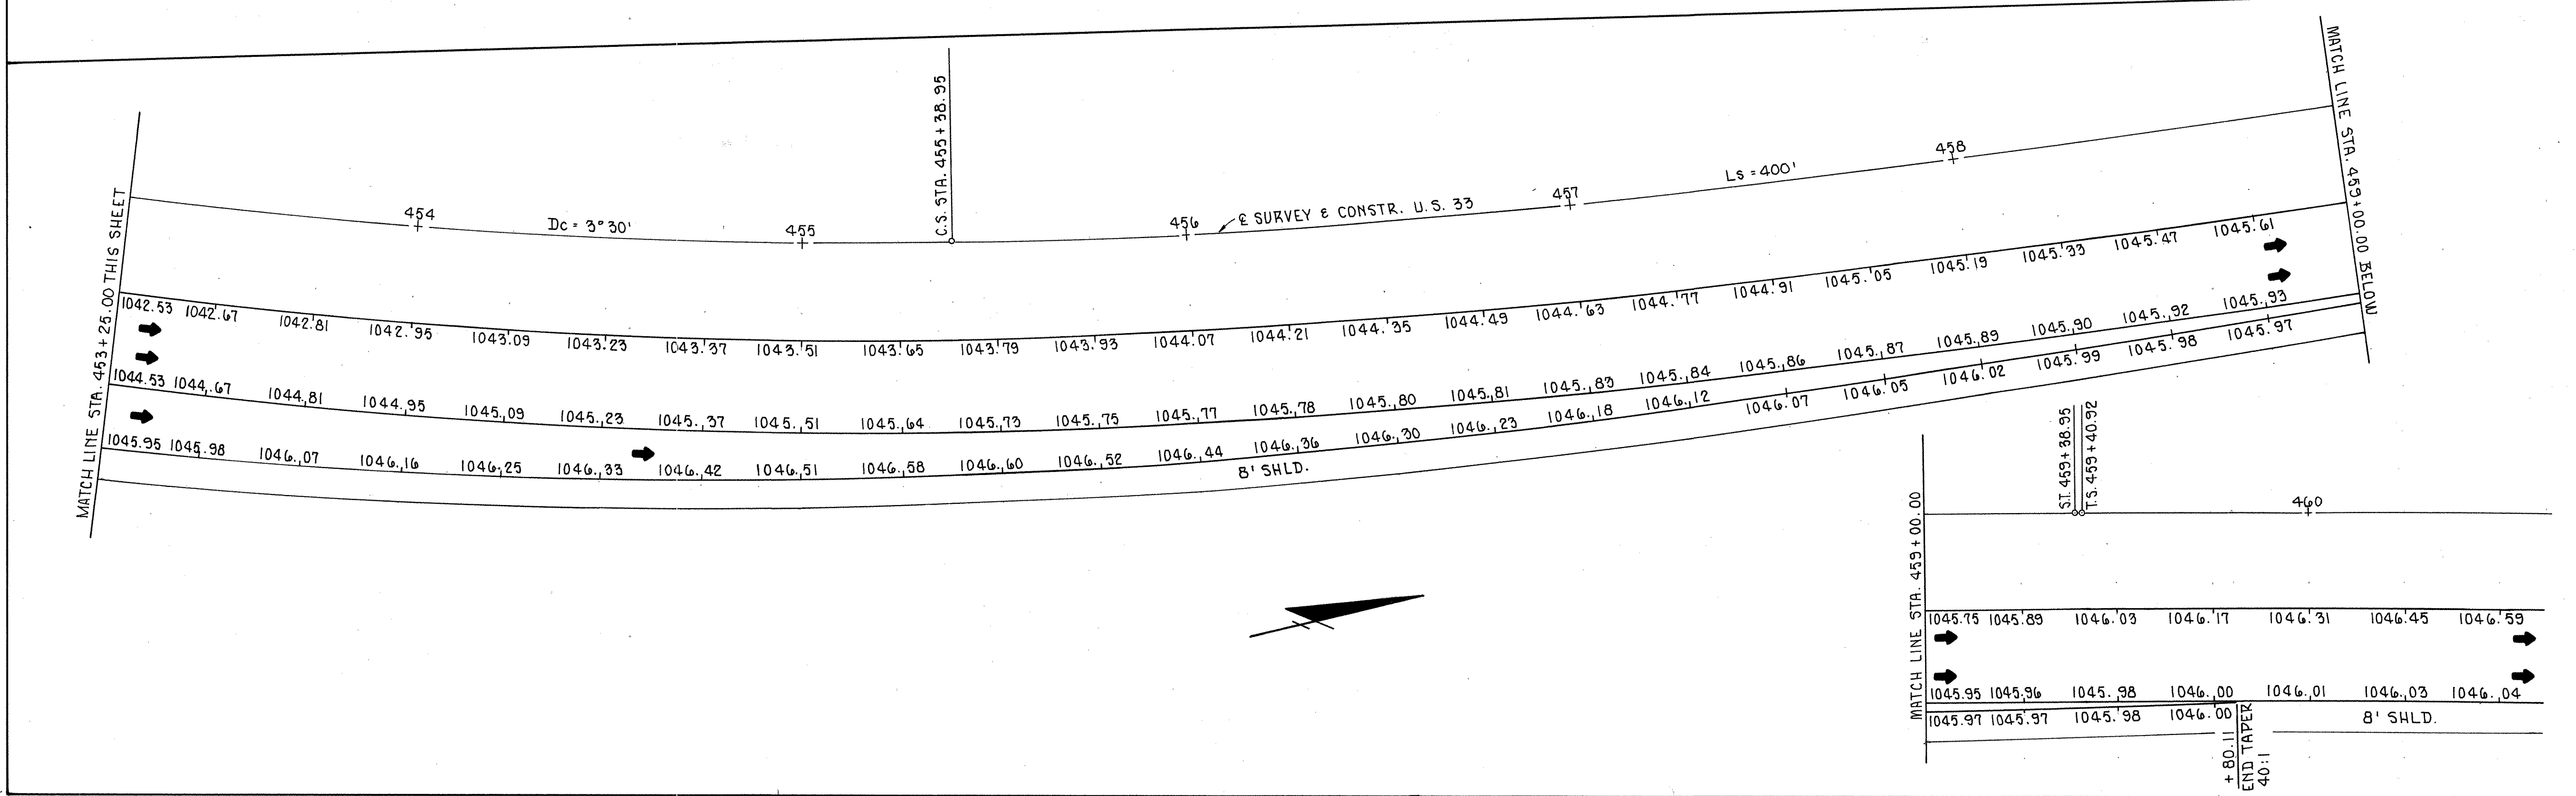 MATCH LINE STA. 453+25.00 THIS SHEET
454
Dc = 3°30'
455
C.S. STA. 455+38.95
456
℄ SURVEY & CONSTR. U.S. 33
457
Ls = 400'
458
MATCH LINE STA. 459+00.00 BELOW
1042.53 1042.67 1042.81 1042.95 1043.09 1043.23 1043.37 1043.51 1043.65 1043.79 1043.93 1044.07 1044.21 1044.35 1044.49 1044.63 1044.77 1044.91 1045.05 1045.19 1045.33 1045.47 1045.61
1044.53 1044.67 1044.81 1044.95 1045.09 1045.23 1045.37 1045.51 1045.64 1045.73 1045.75 1045.77 1045.78 1045.80 1045.81 1045.83 1045.84 1045.86 1045.87 1045.89 1045.90 1045.92 1045.93
1045.95 1045.98 1046.07 1046.16 1046.25 1046.33 1046.42 1046.51 1046.58 1046.60 1046.52 1046.44 1046.36 1046.30 1046.23 1046.18 1046.12 1046.07 1046.05 1046.02 1045.99 1045.98 1045.97
8' SHLD.
MATCH LINE STA. 459+00.00
S.T. 459+38.95
T.S. 459+40.92
460
1045.75 1045.89 1046.03 1046.17 1046.31 1046.45 1046.59
1045.95 1045.96 1045.98 1046.00 1046.01 1046.03 1046.04
1045.97 1045.97 1045.98 1046.00
8' SHLD.
+80.11
END TAPER
40:1